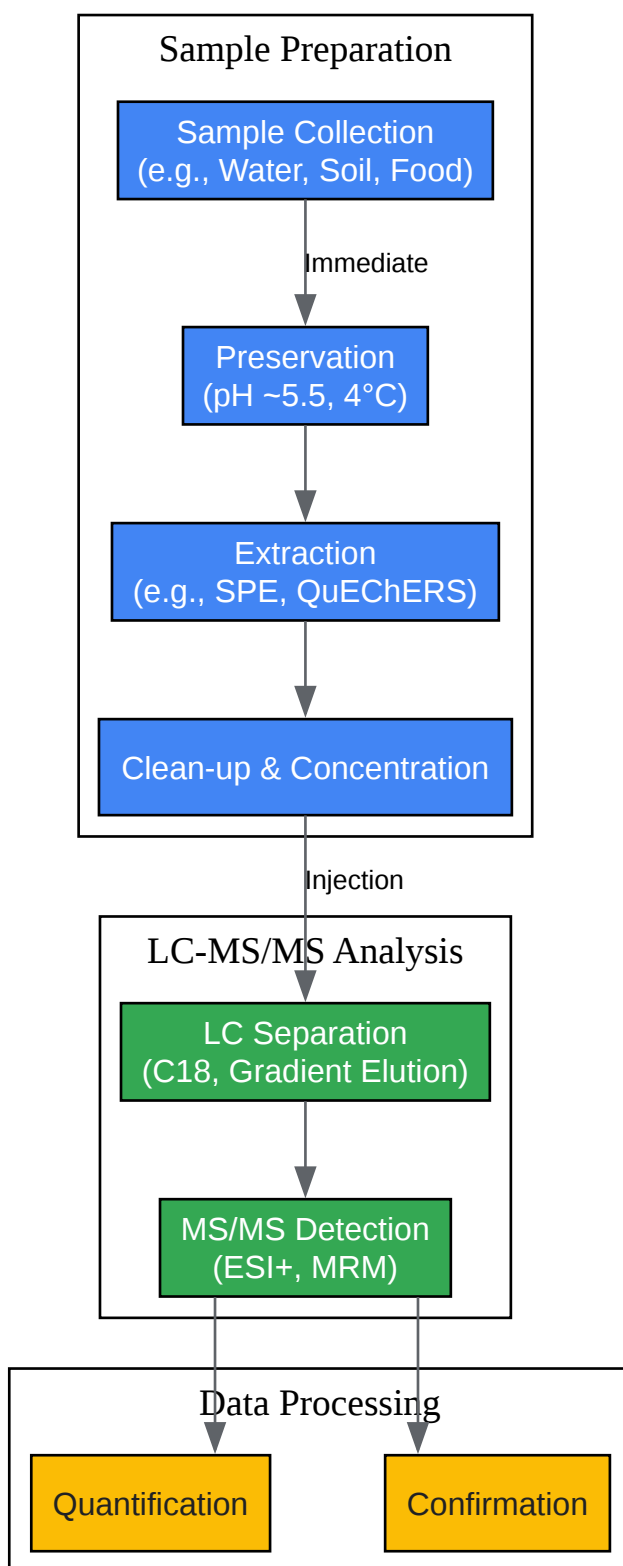 Sample Preparation
Sample Collection
(e.g., Water, Soil, Food)
Immediate
Preservation
(pH ~5.5, 4°C)
Extraction
(e.g., SPE, QuEChERS)
Clean-up & Concentration
Injection
LC-MS/MS Analysis
LC Separation
(C18, Gradient Elution)
MS/MS Detection
(ESI+, MRM)
Data Processing
Quantification
Confirmation